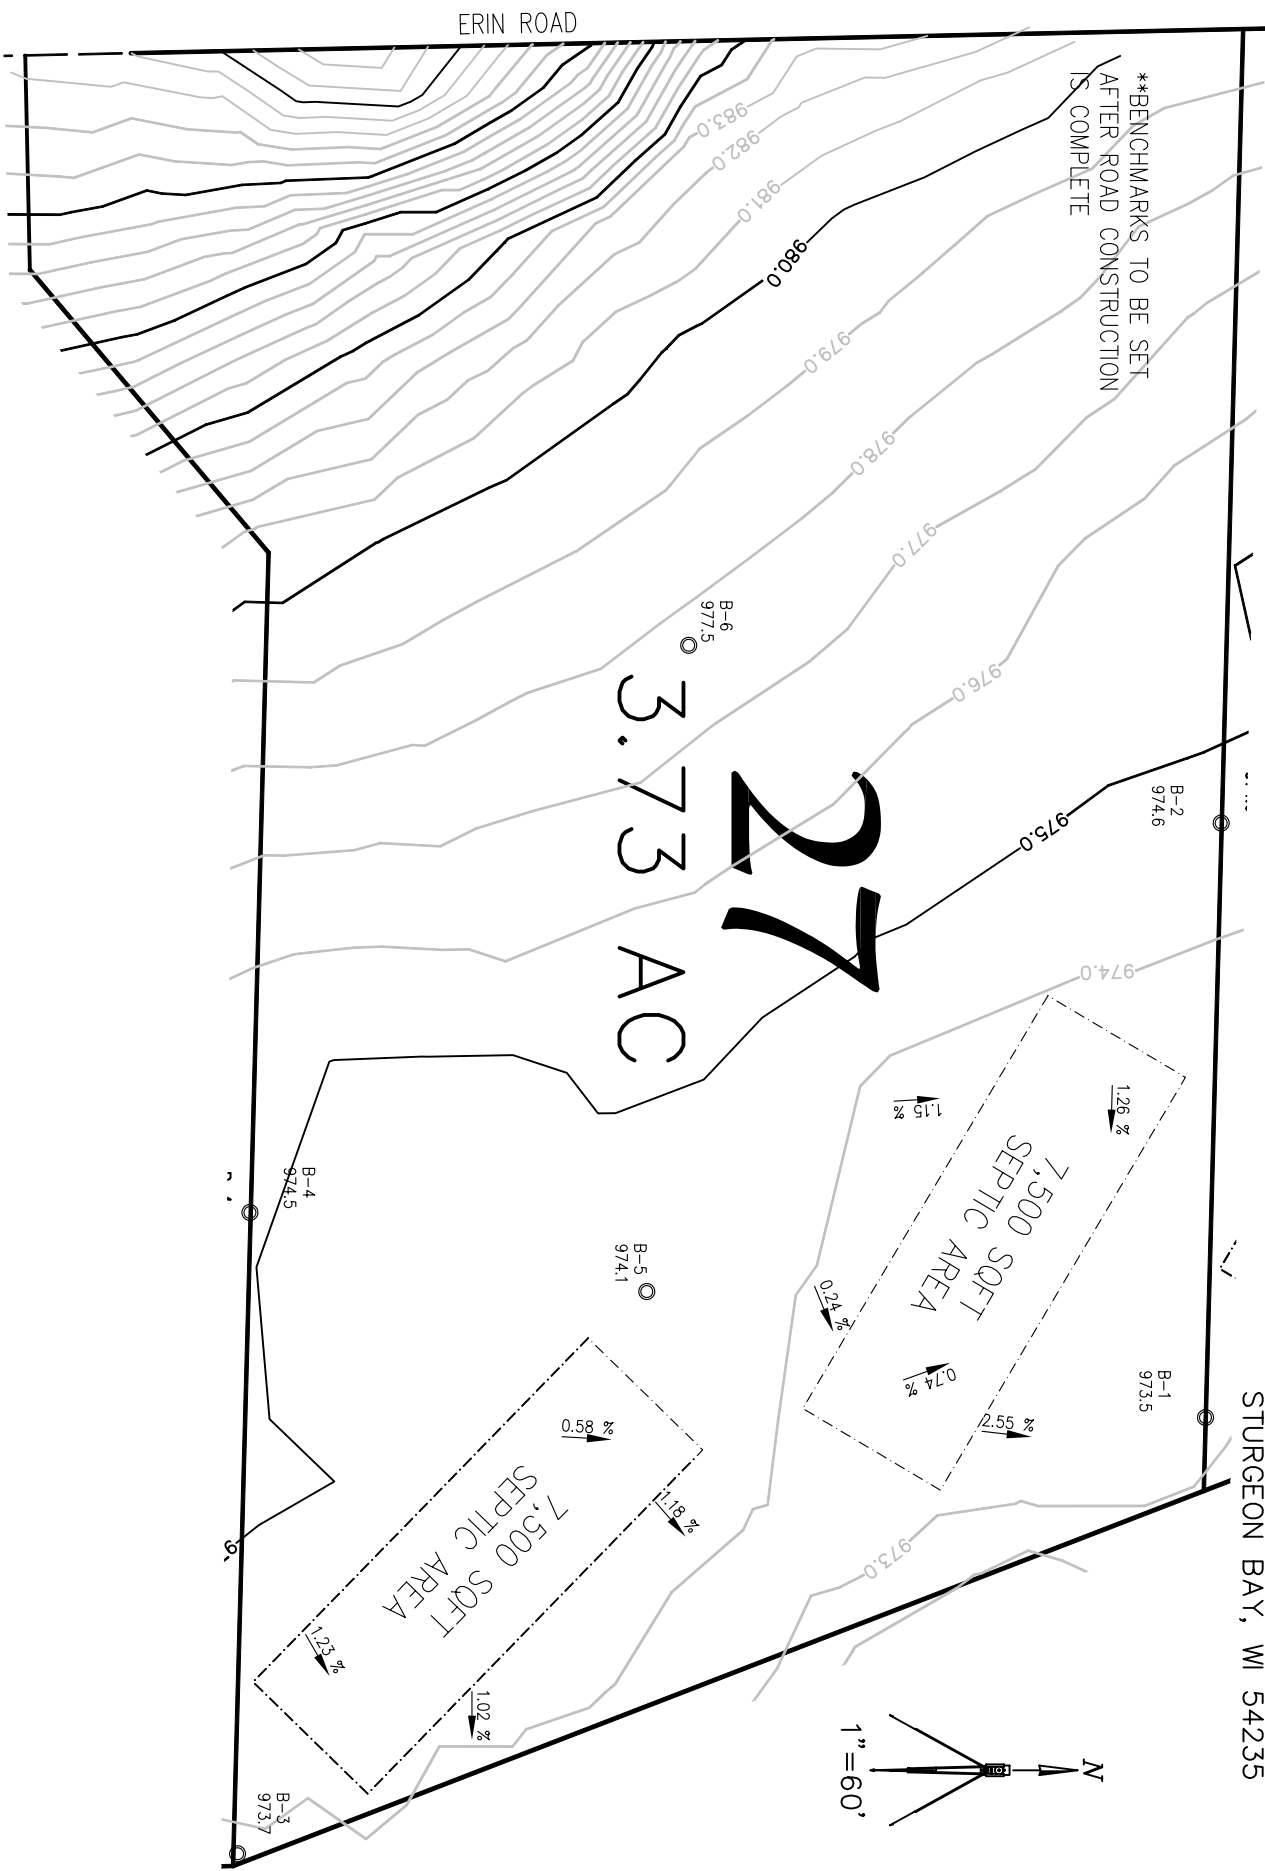 ERIN ROAD
**BENCHMARKS TO BE SET
AFTER ROAD CONSTRUCTION
IS COMPLETE
983.0
982.0
981.0
980.0
979.0
978.0
977.0
976.0
975.0
974.0
973.0
B-6
977.5
27
3.73 AC
B-2
974.6
B-4
974.5
B-5
974.1
B-1
973.5
B-3
973.7
1.26 %
1.15 %
7,500 SQFT
SEPTIC AREA
0.24 %
0.74 %
2.55 %
0.58 %
1.18 %
7,500 SQFT
SEPTIC AREA
1.23 %
1.02 %
STURGEON BAY, WI 54235
N
1"=60'